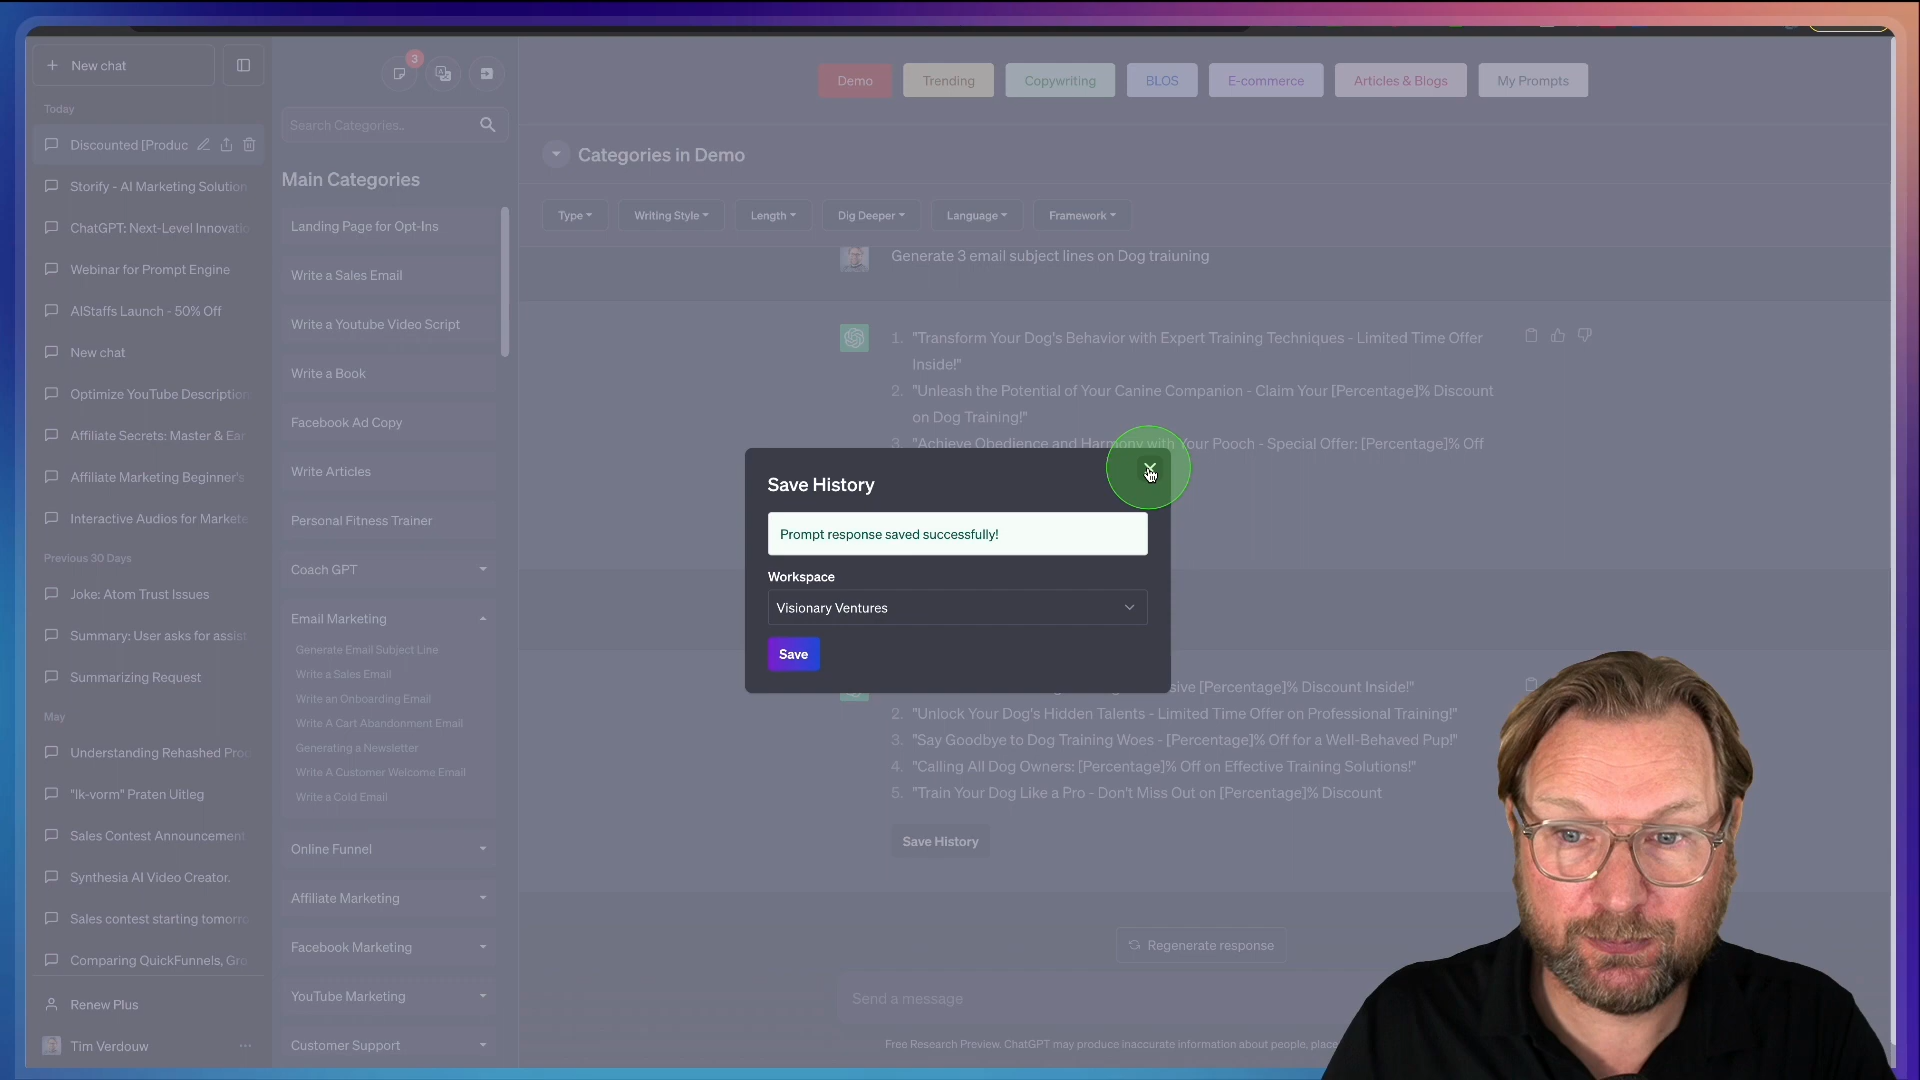 New chat
3
Demo
Trending
Copywriting
BLOS
E-commerce
Articles & Blogs
My Prompts
Today
Search Categories..
Discounted [Produc
Categories in Demo
Storify - AI Marketing Solution
Main Categories
Type
Writing Style
Length
Dig Deeper
Language
Framework
ChatGPT: Next-Level Innovatio
Landing Page for Opt-Ins
Generate 3 email subject lines on Dog traiuning
Webinar for Prompt Engine
Write a Sales Email
AIStaffs Launch - 50% Off
Write a Youtube Video Script
1. "Transform Your Dog's Behavior with Expert Training Techniques - Limited Time Offer
Inside!"
New chat
Write a Book
2. "Unleash the Potential of Your Canine Companion - Claim Your [Percentage]% Discount
on Dog Training!"
Optimize YouTube Description
Facebook Ad Copy
3. "Achieve Obedience and Harmony with Your Pooch - Special Offer: [Percentage]% Off
Affiliate Secrets: Master & Ear
Write Articles
Affiliate Marketing Beginner's
Save History
Interactive Audios for Markete
Personal Fitness Trainer
Prompt response saved successfully!
Previous 30 Days
Coach GPT
Workspace
Joke: Atom Trust Issues
Visionary Ventures
Email Marketing
Summary: User asks for assist
Generate Email Subject Line
Save
Summarizing Request
Write a Sales Email
Write an Onboarding Email
sive [Percentage]% Discount Inside!"
May
Write A Cart Abandonment Email
2. "Unlock Your Dog's Hidden Talents - Limited Time Offer on Professional Training!"
Understanding Rehashed Pro
Generating a Newsletter
3. "Say Goodbye to Dog Training Woes - [Percentage]% Off for a Well-Behaved Pup!"
Write A Customer Welcome Email
4. "Calling All Dog Owners: [Percentage]% Off on Effective Training Solutions!"
"Ik-vorm" Praten Uitleg
Write a Cold Email
5. "Train Your Dog Like a Pro - Don't Miss Out on [Percentage]% Discount
Sales Contest Announcement
Online Funnel
Save History
Synthesia AI Video Creator.
Affiliate Marketing
Sales contest starting tomorro
Facebook Marketing
Regenerate response
Comparing QuickFunnels, Gro
YouTube Marketing
Send a message
Renew Plus
Tim Verdouw
Customer Support
Free Research Preview. ChatGPT may produce inaccurate information about people, place